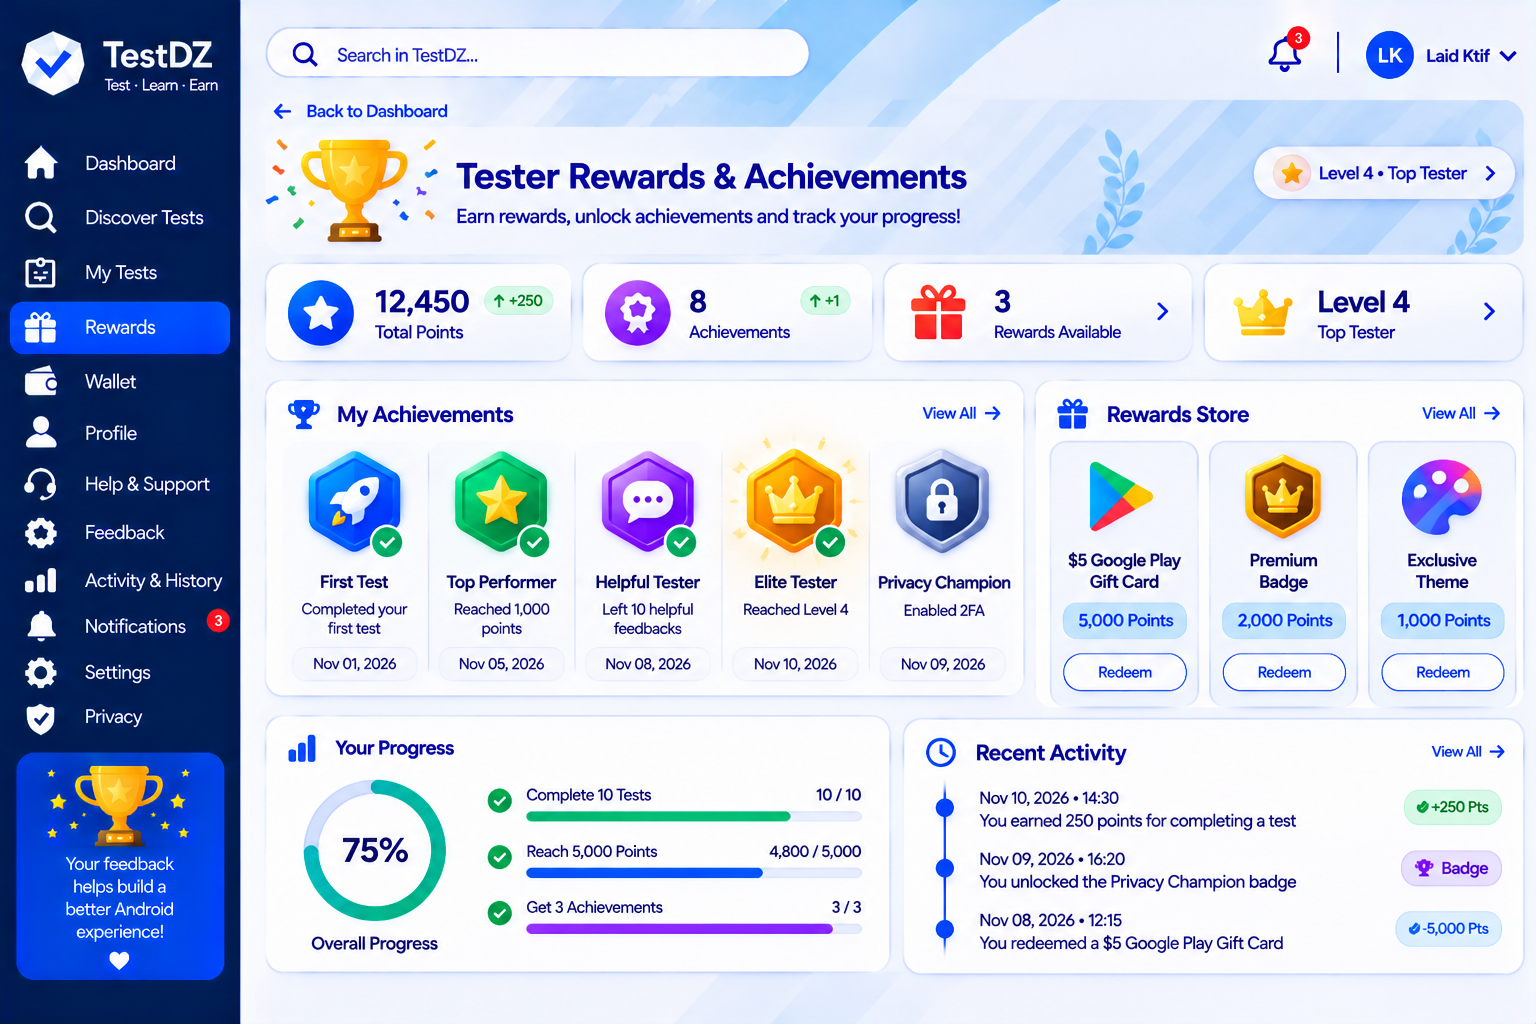 TestDZ
Test · Learn · Earn
Dashboard
Discover Tests
My Tests
Rewards
Wallet
Profile
Help & Support
Feedback
Activity & History
Notifications
3
Settings
Privacy
Your feedback
helps build a
better Android
experience!
Search in TestDZ...
3
LK
Laid Ktif
Back to Dashboard
Tester Rewards & Achievements
Earn rewards, unlock achievements and track your progress!
Level 4 • Top Tester
12,450
+250
Total Points
8
+1
Achievements
3
Rewards Available
Level 4
Top Tester
My Achievements
View All
First Test
Completed your
first test
Nov 01, 2026
Top Performer
Reached 1,000
points
Nov 05, 2026
Helpful Tester
Left 10 helpful
feedbacks
Nov 08, 2026
Elite Tester
Reached Level 4
Nov 10, 2026
Privacy Champion
Enabled 2FA
Nov 09, 2026
Rewards Store
View All
$5 Google Play
Gift Card
5,000 Points
Redeem
Premium
Badge
2,000 Points
Redeem
Exclusive
Theme
1,000 Points
Redeem
Your Progress
75%
Overall Progress
Complete 10 Tests
10 / 10
Reach 5,000 Points
4,800 / 5,000
Get 3 Achievements
3 / 3
Recent Activity
View All
Nov 10, 2026 • 14:30
You earned 250 points for completing a test
+250 Pts
Nov 09, 2026 • 16:20
You unlocked the Privacy Champion badge
Badge
Nov 08, 2026 • 12:15
You redeemed a $5 Google Play Gift Card
-5,000 Pts